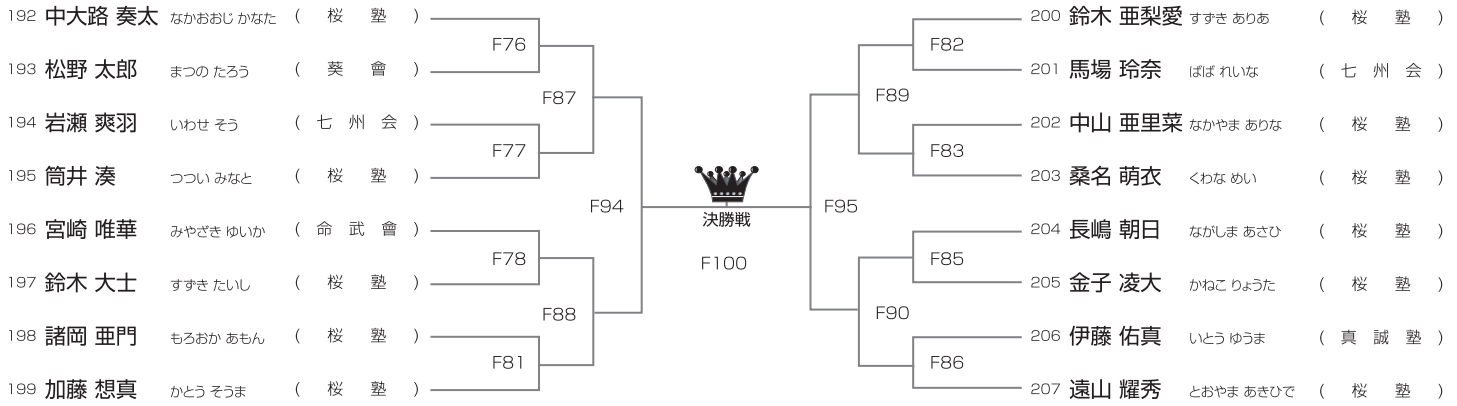 192 中大路 奏太 なかおおじ かなた ( 桜 塾 )
193 松野 太郎 まつの たろう ( 葵 會 )
194 岩瀬 爽羽 いわせ そう ( 七 州 会 )
195 筒井 湊 つつい みなと ( 桜 塾 )
196 宮崎 唯華 みやざき ゆいか ( 命 武 會 )
197 鈴木 大士 すずき たいし ( 桜 塾 )
198 諸岡 亜門 もろおか あもん ( 桜 塾 )
199 加藤 想真 かとう そうま ( 桜 塾 )
F76
F77
F78
F81
F87
F88
F94
決勝戦
F100
F95
F89
F90
F82
F83
F85
F86
200 鈴木 亜梨愛 すずき ありあ ( 桜 塾 )
201 馬場 玲奈 ばば れいな ( 七 州 会 )
202 中山 亜里菜 なかやま ありな ( 桜 塾 )
203 桑名 萌衣 くわな めい ( 桜 塾 )
204 長嶋 朝日 ながしま あさひ ( 桜 塾 )
205 金子 凌大 かねこ りょうた ( 桜 塾 )
206 伊藤 佑真 いとう ゆうま ( 真 誠 塾 )
207 遠山 耀秀 とおやま あきひで ( 桜 塾 )